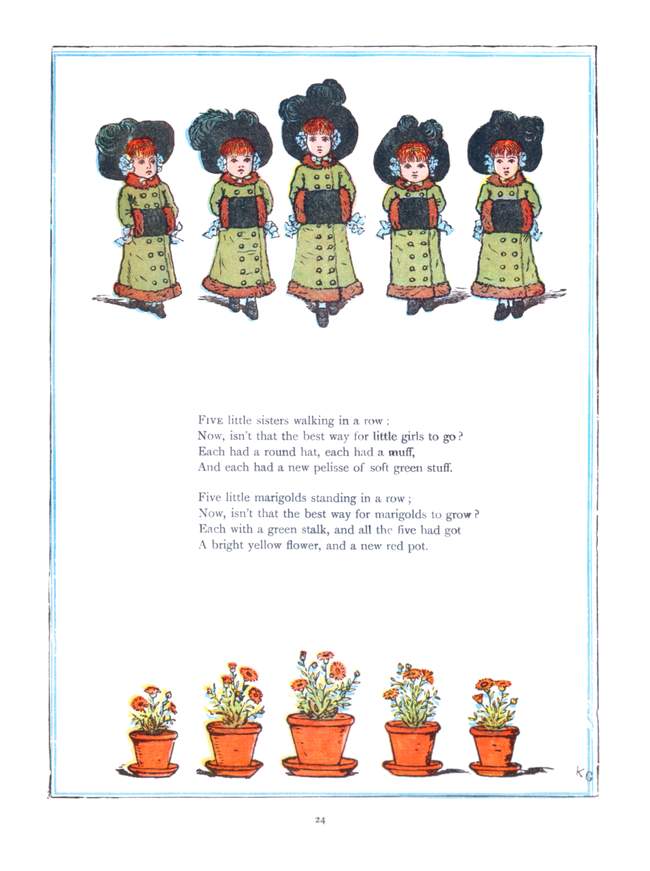 FIVE little sisters walking in a row ;
Now, isn't that the best way for little girls to go ?
Each had a round hat, each had a muff,
And each had a new pelisse of soft green stuff.
Five little marigolds standing in a row ;
Now, isn't that the best way for marigolds to grow ?
Each with a green stalk, and all the five had got
A bright yellow flower, and a new red pot.
K G
24